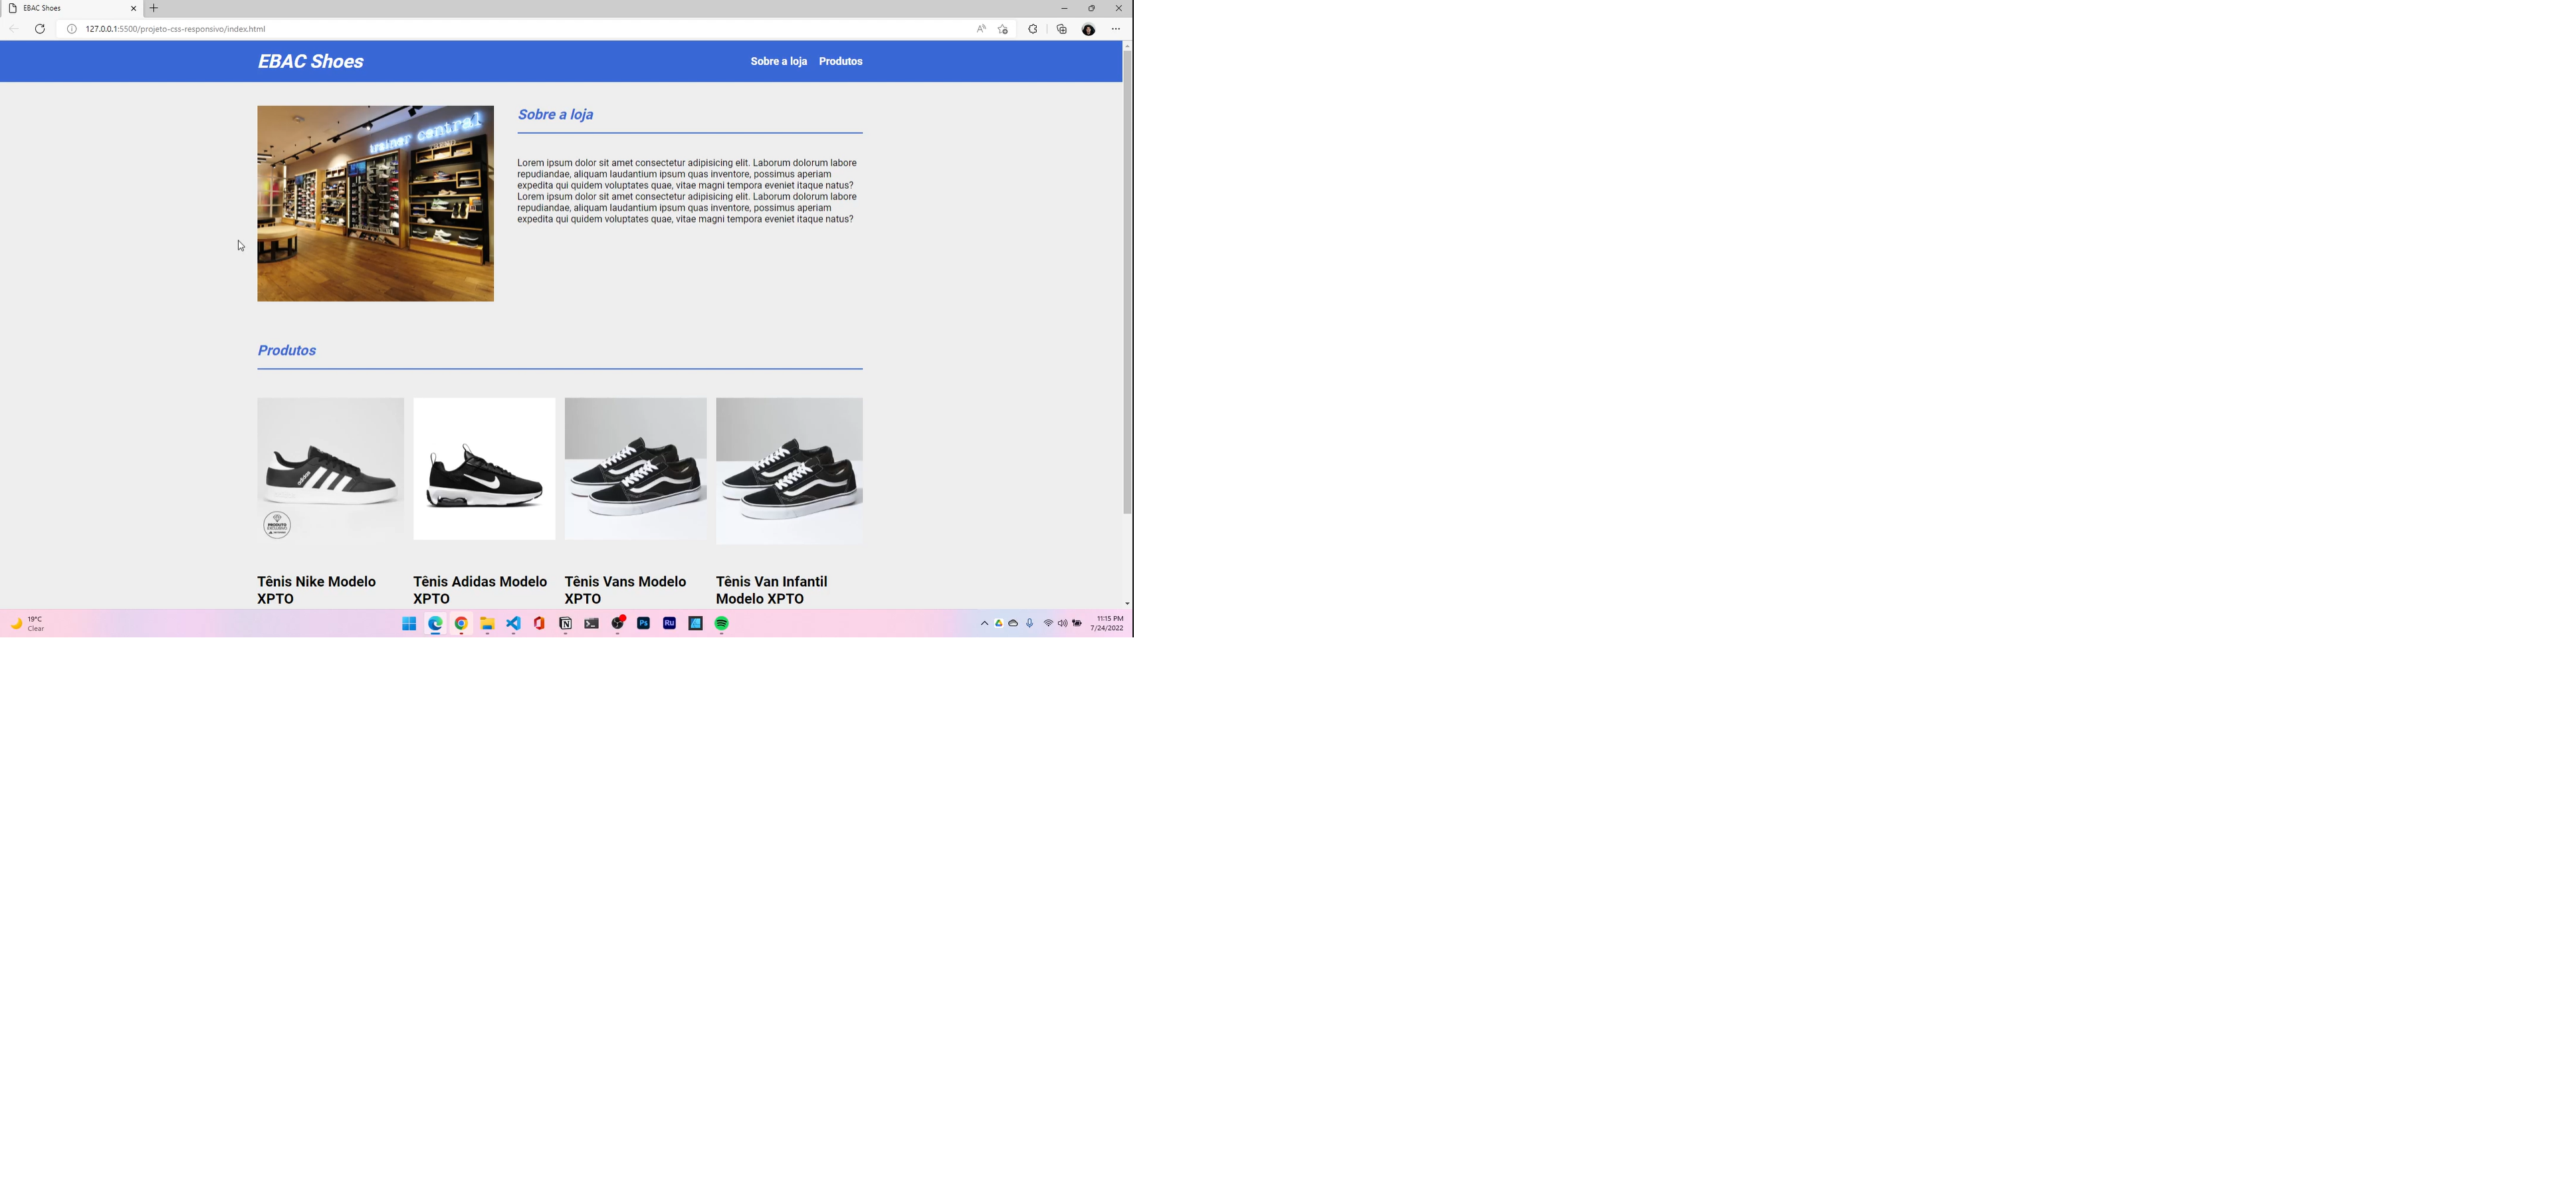 EBAC Shoes
127.0.0.1:5500/projeto-css-responsivo/index.html
EBAC Shoes
Sobre a loja
Produtos
trainer central
Sobre a loja
Lorem ipsum dolor sit amet consectetur adipisicing elit. Laborum dolorum labore
repudiandae, aliquam laudantium ipsum quas inventore, possimus aperiam
expedita qui quidem voluptates quae, vitae magni tempora eveniet itaque natus?
Lorem ipsum dolor sit amet consectetur adipisicing elit. Laborum dolorum labore
repudiandae, aliquam laudantium ipsum quas inventore, possimus aperiam
expedita qui quidem voluptates quae, vitae magni tempora eveniet itaque natus?
Produtos
adidas
PRODUTO
EXCLUSIVO
Tênis Nike Modelo
XPTO
Tênis Adidas Modelo
XPTO
Tênis Vans Modelo
XPTO
Tênis Van Infantil
Modelo XPTO
19°C
Clear
Ps
Ru
11:15 PM
7/24/2022